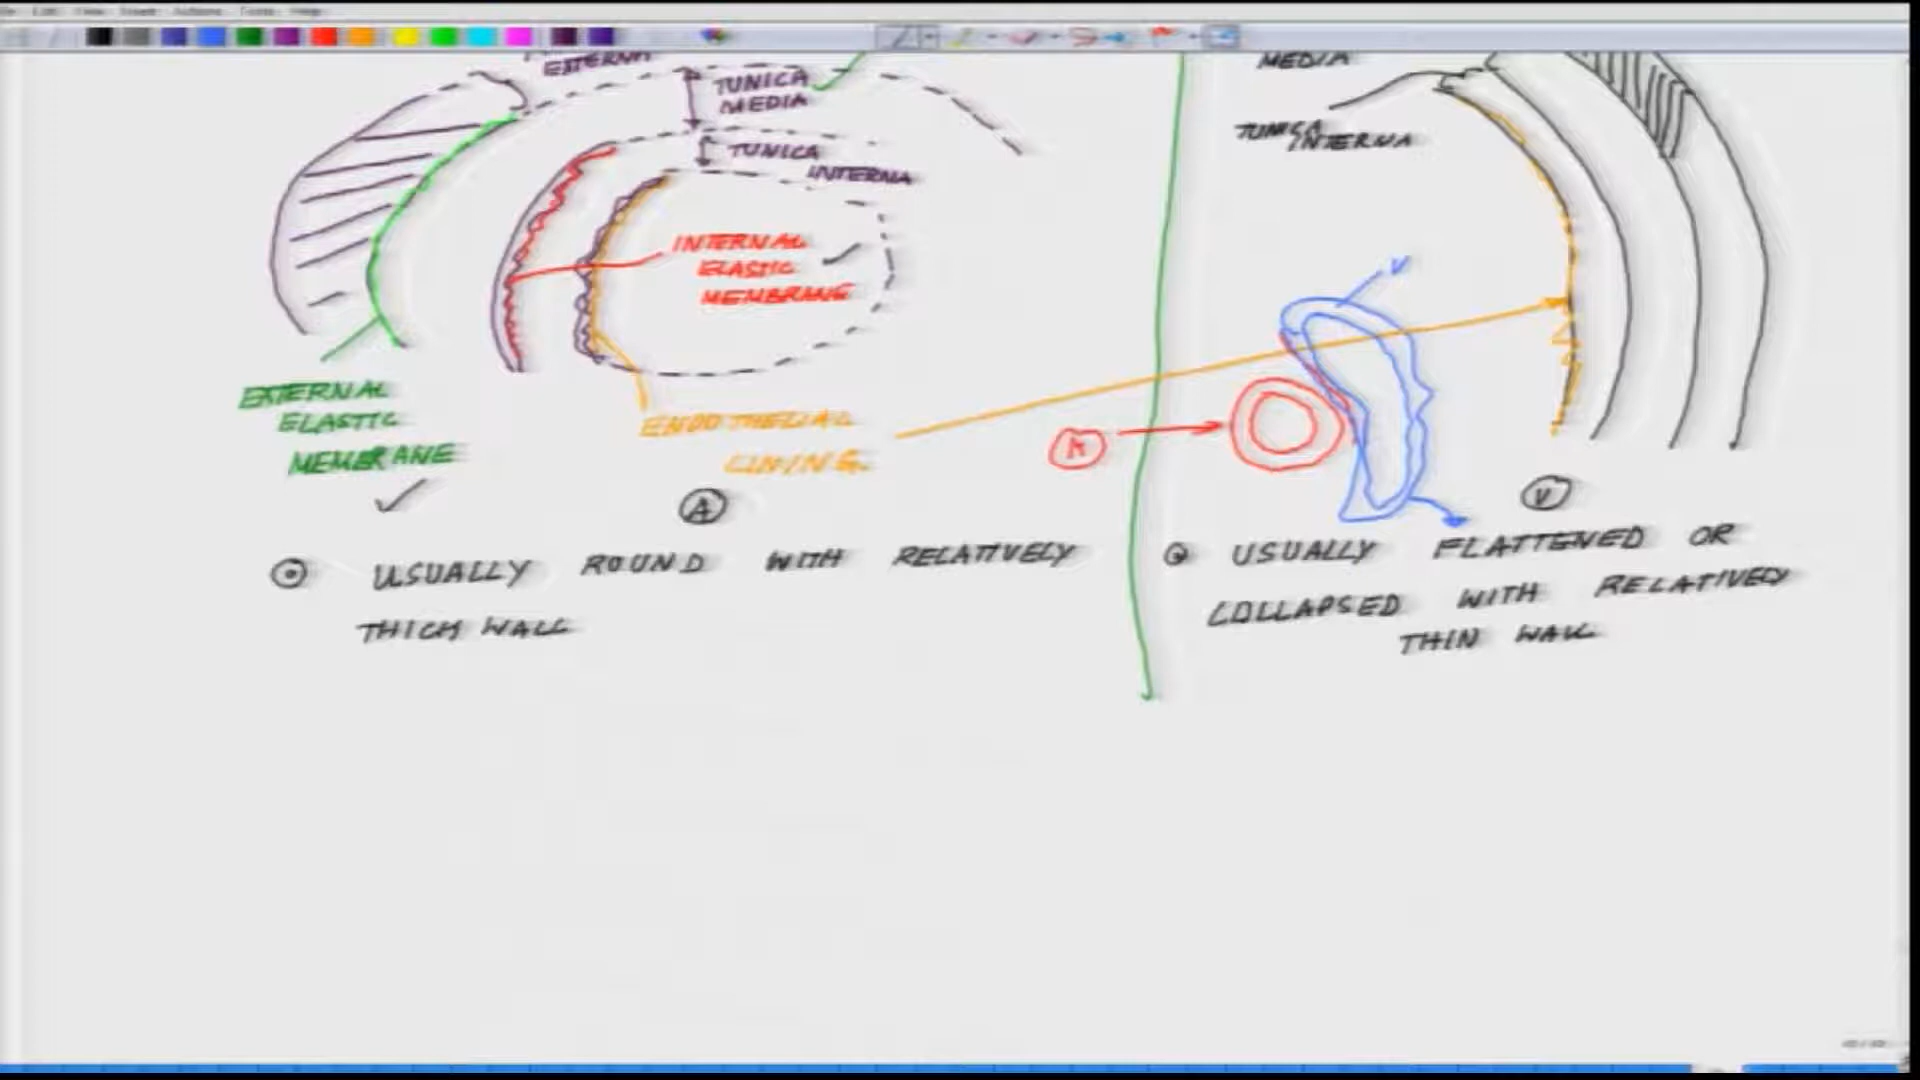 EXTERNA
TUNICA
MEDIA
TUNICA
INTERNA
INTERNAL
ELASTIC
MEMBRANE
EXTERNAL
ELASTIC
MEMBRANE
ENDOTHELIAL
LINING.
A
USUALLY ROUND WITH RELATIVELY
THICK WALL
MEDIA
TUNICA
INTERNA
V
A
V
USUALLY FLATTENED OR
COLLAPSED WITH RELATIVELY
THIN WALL